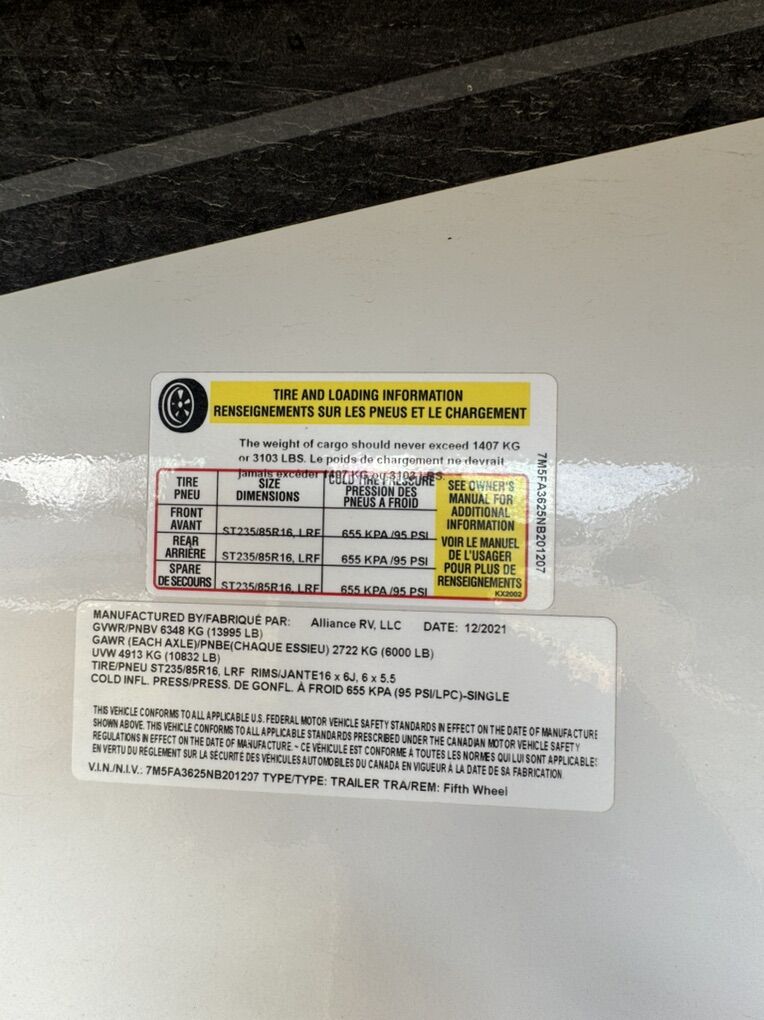 TIRE AND LOADING INFORMATION
RENSEIGNEMENTS SUR LES PNEUS ET LE CHARGEMENT
The weight of cargo should never exceed 1407 KG
or 3103 LBS. Le poids de chargement ne devrait
jamais excéder 1407 KG ou 3103 LBS.
TIRE PNEU
SIZE DIMENSIONS
COLD TIRE PRESSURE PRESSION DES PNEUS A FROID
FRONT AVANT ST235/85R16, LRF 655 KPA /95 PSI
REAR ARRIÈRE ST235/85R16, LRF 655 KPA /95 PSI
SPARE DE SECOURS ST235/85R16, LRF 655 KPA /95 PSI
SEE OWNER'S
MANUAL FOR
ADDITIONAL
INFORMATION
VOIR LE MANUEL
DE L'USAGER
POUR PLUS DE
RENSEIGNEMENTS
KX2002
7M5FA3625NB201207
MANUFACTURED BY/FABRIQUÉ PAR: Alliance RV, LLC DATE: 12/2021
GVWR/PNBV 6348 KG (13995 LB)
GAWR (EACH AXLE)/PNBE(CHAQUE ESSIEU) 2722 KG (6000 LB)
UVW 4913 KG (10832 LB)
TIRE/PNEU ST235/85R16, LRF RIMS/JANTE16 x 6J, 6 x 5.5
COLD INFL. PRESS/PRESS. DE GONFL. À FROID 655 KPA (95 PSI/LPC)-SINGLE
THIS VEHICLE CONFORMS TO ALL APPLICABLE U.S. FEDERAL MOTOR VEHICLE SAFETY STANDARDS IN EFFECT ON THE DATE OF MANUFACTURE
SHOWN ABOVE. THIS VEHICLE CONFORMS TO ALL APPLICABLE STANDARDS PRESCRIBED UNDER THE CANADIAN MOTOR VEHICLE SAFETY
REGULATIONS IN EFFECT ON THE DATE OF MANUFACTURE. ~ CE VÉHICULE EST CONFORME À TOUTES LES NORMES QUI LUI SONT APPLICABLES
EN VERTU DU RÈGLEMENT SUR LA SÉCURITÉ DES VÉHICULES AUTOMOBILES DU CANADA EN VIGUEUR À LA DATE DE SA FABRICATION
V.I.N./N.I.V.: 7M5FA3625NB201207 TYPE/TYPE: TRAILER TRA/REM: Fifth Wheel